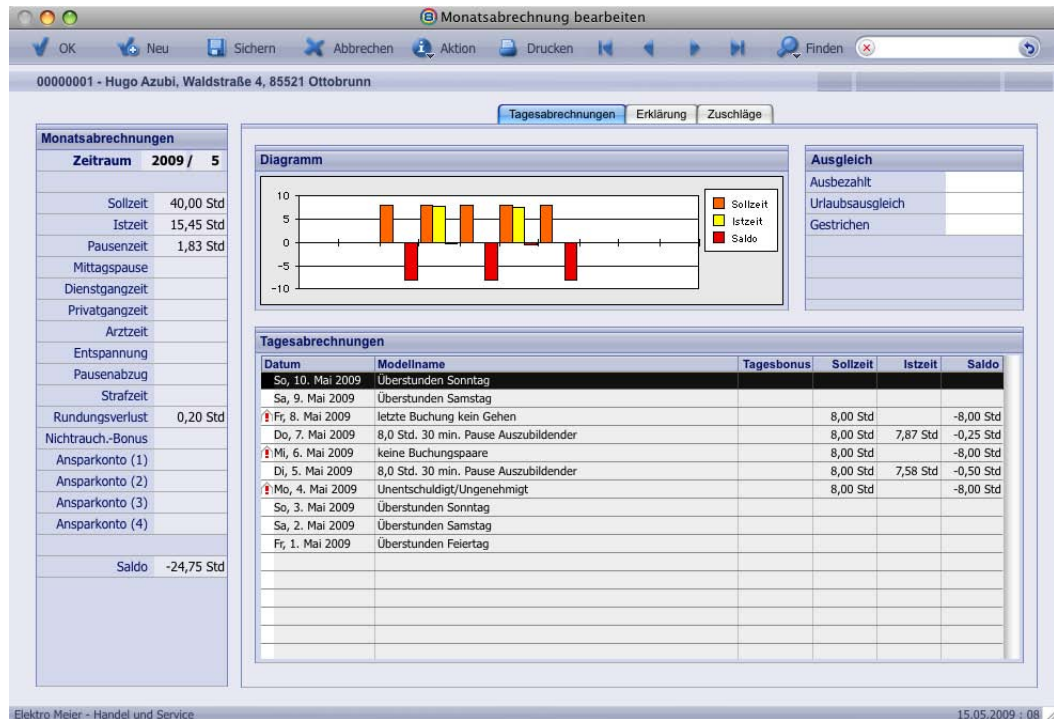 Monatsabrechnung bearbeiten
OK Neu Sichern Abbrechen Aktion Drucken Finden
00000001 - Hugo Azubi, Waldstraße 4, 85521 Ottobrunn
Tagesabrechnungen Erklärung Zuschläge
Monatsabrechnungen
Zeitraum 2009 / 5
Sollzeit 40,00 Std
Istzeit 15,45 Std
Pausenzeit 1,83 Std
Mittagspause
Dienstgangzeit
Privatgangzeit
Arztzeit
Entspannung
Pausenabzug
Strafzeit
Rundungsverlust 0,20 Std
Nichtrauch.-Bonus
Ansparkonto (1)
Ansparkonto (2)
Ansparkonto (3)
Ansparkonto (4)
Saldo -24,75 Std
Diagramm
10
5
0
-5
-10
Sollzeit
Istzeit
Saldo
Ausgleich
Ausbezahlt
Urlaubsausgleich
Gestrichen
Tagesabrechnungen
Datum Modellname Tagesbonus Sollzeit Istzeit Saldo
So, 10. Mai 2009 Überstunden Sonntag
Sa, 9. Mai 2009 Überstunden Samstag
Fr, 8. Mai 2009 letzte Buchung kein Gehen 8,00 Std -8,00 Std
Do, 7. Mai 2009 8,0 Std. 30 min. Pause Auszubildender 8,00 Std 7,87 Std -0,25 Std
Mi, 6. Mai 2009 keine Buchungspaare 8,00 Std -8,00 Std
Di, 5. Mai 2009 8,0 Std. 30 min. Pause Auszubildender 8,00 Std 7,58 Std -0,50 Std
Mo, 4. Mai 2009 Unentschuldigt/Ungenehmigt 8,00 Std -8,00 Std
So, 3. Mai 2009 Überstunden Sonntag
Sa, 2. Mai 2009 Überstunden Samstag
Fr, 1. Mai 2009 Überstunden Feiertag
Elektro Meier - Handel und Service 15.05.2009 : 08